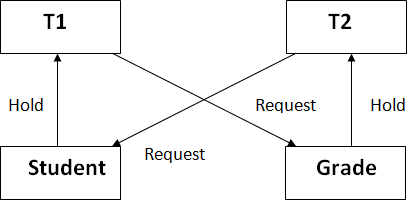 T1
T2
Hold
Request
Hold
Request
Student
Grade